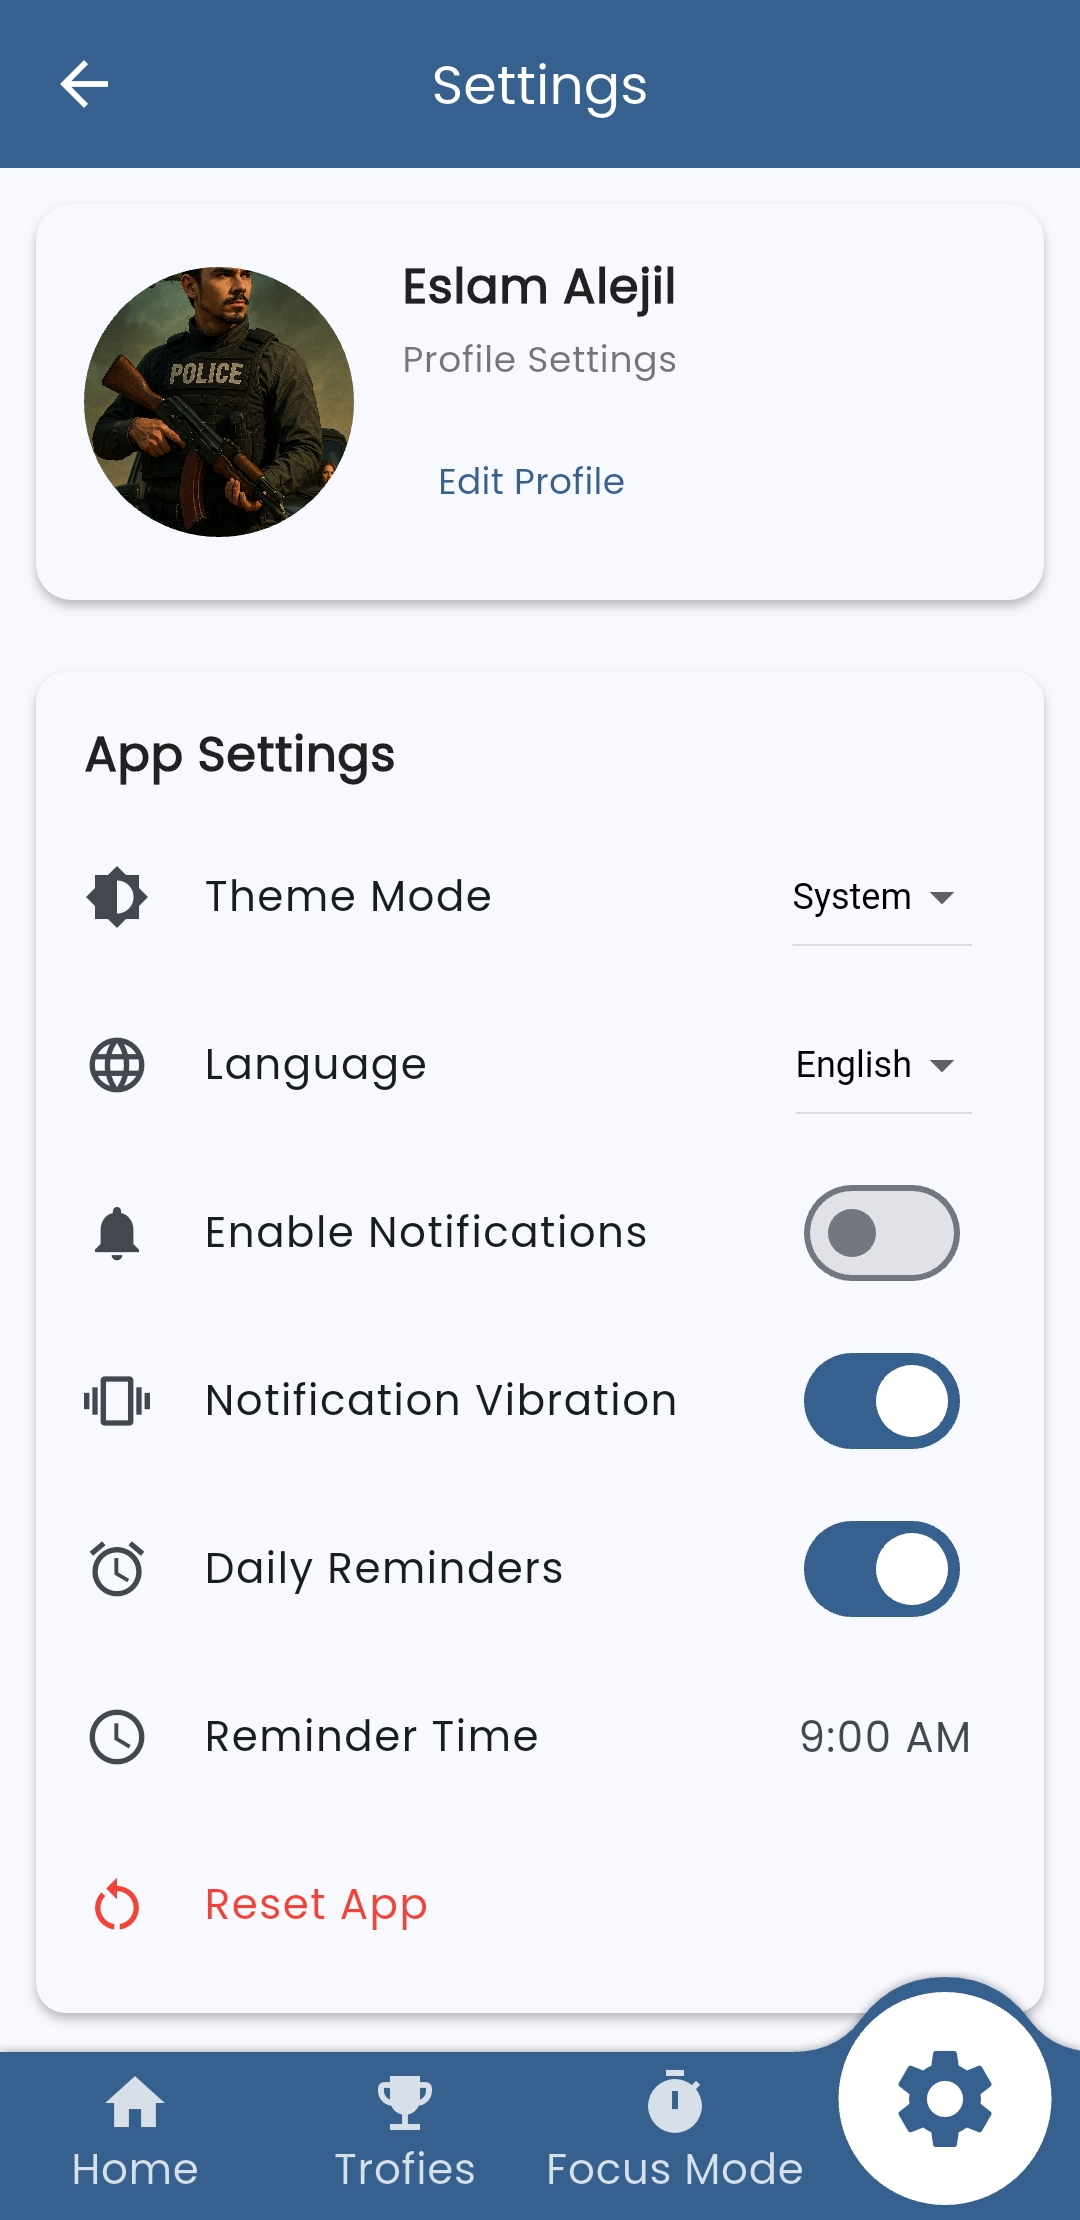 Settings
Eslam Alejil
Profile Settings
POLICE
Edit Profile
App Settings
Theme Mode
System
Language
English
Enable Notifications
Notification Vibration
Daily Reminders
Reminder Time
9:00 AM
Reset App
Home
Trofies
Focus Mode